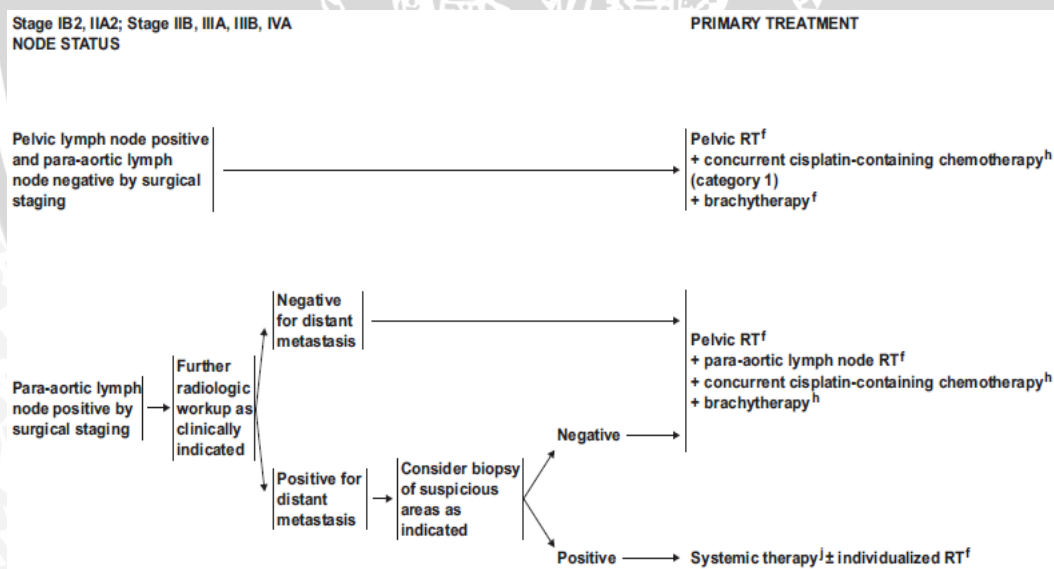 Stage IB2, IIA2; Stage IIB, IIIA, IIIB, IVA
NODE STATUS
PRIMARY TREATMENT
Pelvic lymph node positive
and para-aortic lymph
node negative by surgical
staging
Pelvic RTᶠ
+ concurrent cisplatin-containing chemotherapyʰ
(category 1)
+ brachytherapyᶠ
Para-aortic lymph
node positive by
surgical staging
Further
radiologic
workup as
clinically
indicated
Negative
for distant
metastasis
Pelvic RTᶠ
+ para-aortic lymph node RTᶠ
+ concurrent cisplatin-containing chemotherapyʰ
+ brachytherapyʰ
Positive for
distant
metastasis
Consider biopsy
of suspicious
areas as
indicated
Negative
Positive
Systemic therapyʲ± individualized RTᶠ